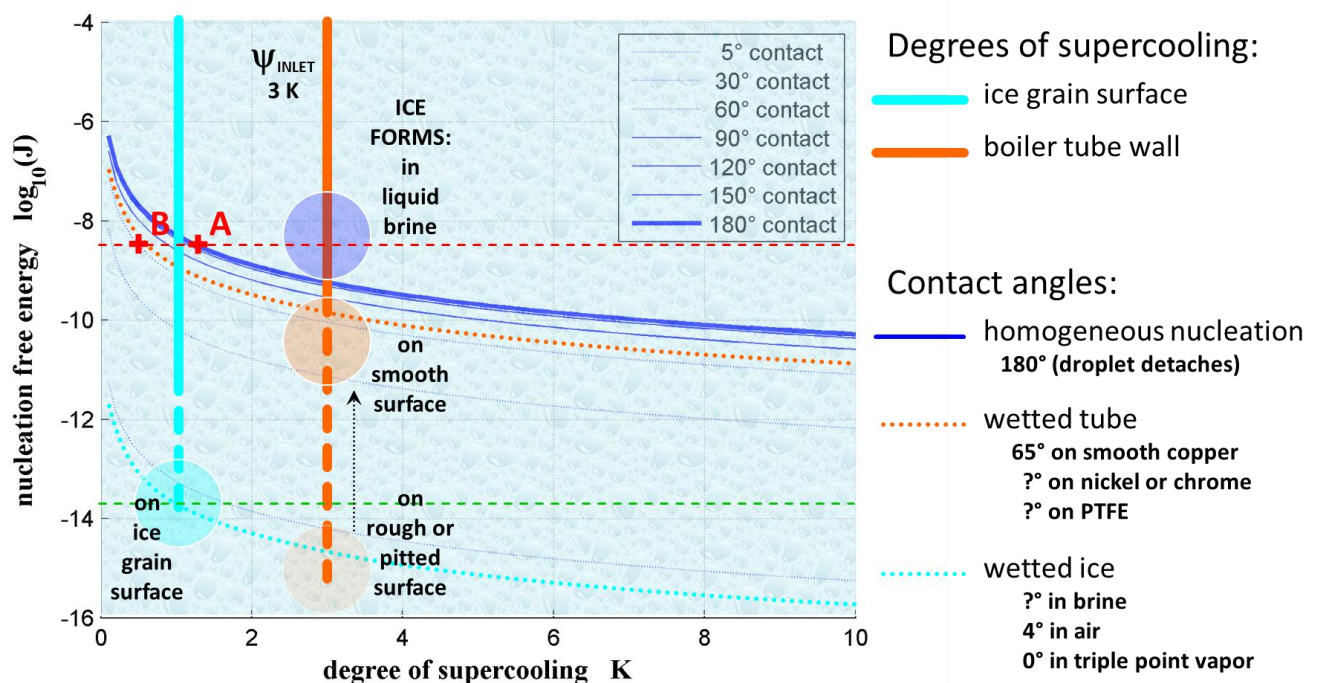 -4
-6
-8
-10
-12
-14
-16
0
2
4
6
8
10
nucleation free energy log10(J)
degree of supercooling K
ΨINLET
3 K
ICE
FORMS:
in
liquid
brine
B
A
on
smooth
surface
on
rough or
pitted
surface
on
ice
grain
surface
5° contact
30° contact
60° contact
90° contact
120° contact
150° contact
180° contact
Degrees of supercooling:
ice grain surface
boiler tube wall
Contact angles:
homogeneous nucleation
180° (droplet detaches)
wetted tube
65° on smooth copper
?° on nickel or chrome
?° on PTFE
wetted ice
?° in brine
4° in air
0° in triple point vapor